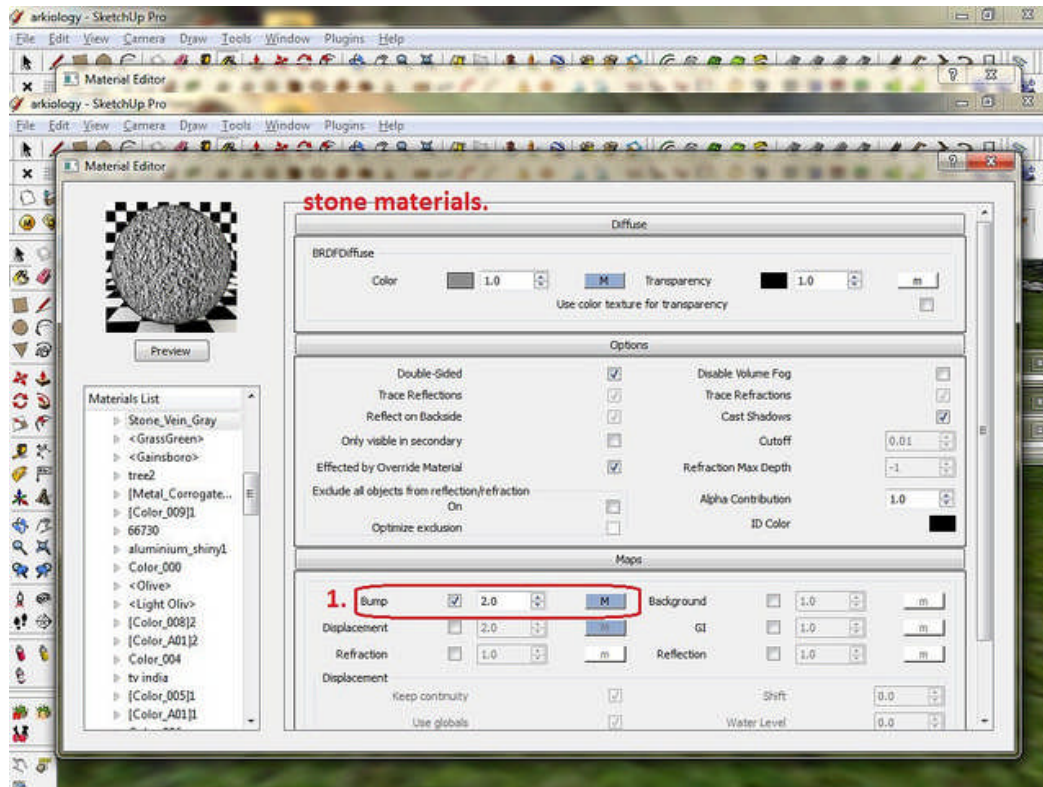 arkiology - SketchUp Pro
File Edit View Camera Draw Tools Window Plugins Help
Material Editor
arkiology - SketchUp Pro
File Edit View Camera Draw Tools Window Plugins Help
Material Editor
stone materials.
Diffuse
BRDFDiffuse
Color 1.0 M Transparency 1.0 m
Use color texture for transparency
Preview
Options
Double-Sided Disable Volume Fog
Materials List
Trace Reflections Trace Refractions
Stone_Vein_Gray
Reflect on Backside Cast Shadows
<GrassGreen>
Only visible in secondary Cutoff 0.01
<Gainsboro>
tree2
Effected by Override Material Refraction Max Depth -1
[Metal_Corrogate...
Exclude all objects from reflection/refraction
On Alpha Contribution 1.0
[Color_009]1
66730
Optimize exclusion ID Color
aluminium_shiny1
Color_000
Maps
<Olive>
<Light Oliv>
1. Bump 2.0 M Background 1.0 m
[Color_008]2
Displacement 2.0 M GI 1.0 m
[Color_A01]2
Color_004
Refraction 1.0 m Reflection 1.0 m
tv india
Displacement
[Color_005]1
Keep continuity Shift 0.0
[Color_A01]1
Use globals Water Level 0.0